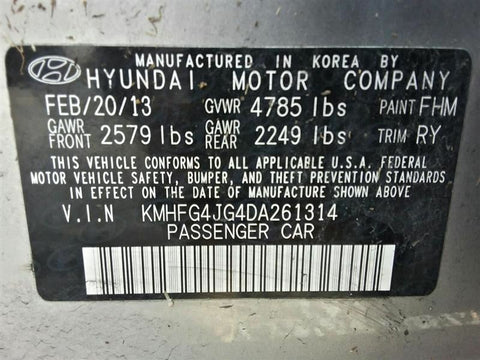 MANUFACTURED IN KOREA BY
HYUNDAI MOTOR COMPANY
FEB/20/13 GVWR 4785 lbs PAINT FHM
GAWR FRONT 2579 lbs GAWR REAR 2249 lbs TRIM RY
THIS VEHICLE CONFORMS TO ALL APPLICABLE U.S.A. FEDERAL
MOTOR VEHICLE SAFETY, BUMPER, AND THEFT PREVENTION STANDARDS
IN EFFECT ON THE DATE OF MANUFACTURE SHOWN ABOVE.
V.I.N KMHFG4JG4DA261314
PASSENGER CAR